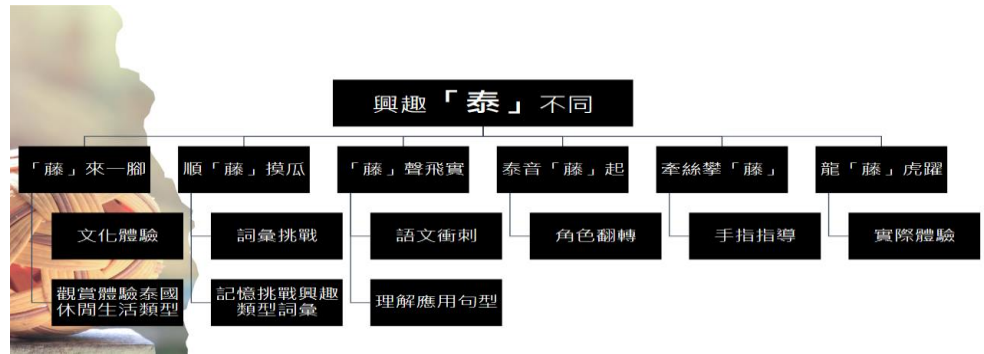 興趣「泰」不同
「藤」來一腳
順「藤」摸瓜
「藤」聲飛實
泰音「藤」起
牽絲攀「藤」
龍「藤」虎躍
文化體驗
詞彙挑戰
語文衝刺
角色翻轉
手指指導
實際體驗
觀賞體驗泰國
休閒生活類型
記憶挑戰興趣
類型詞彙
理解應用句型